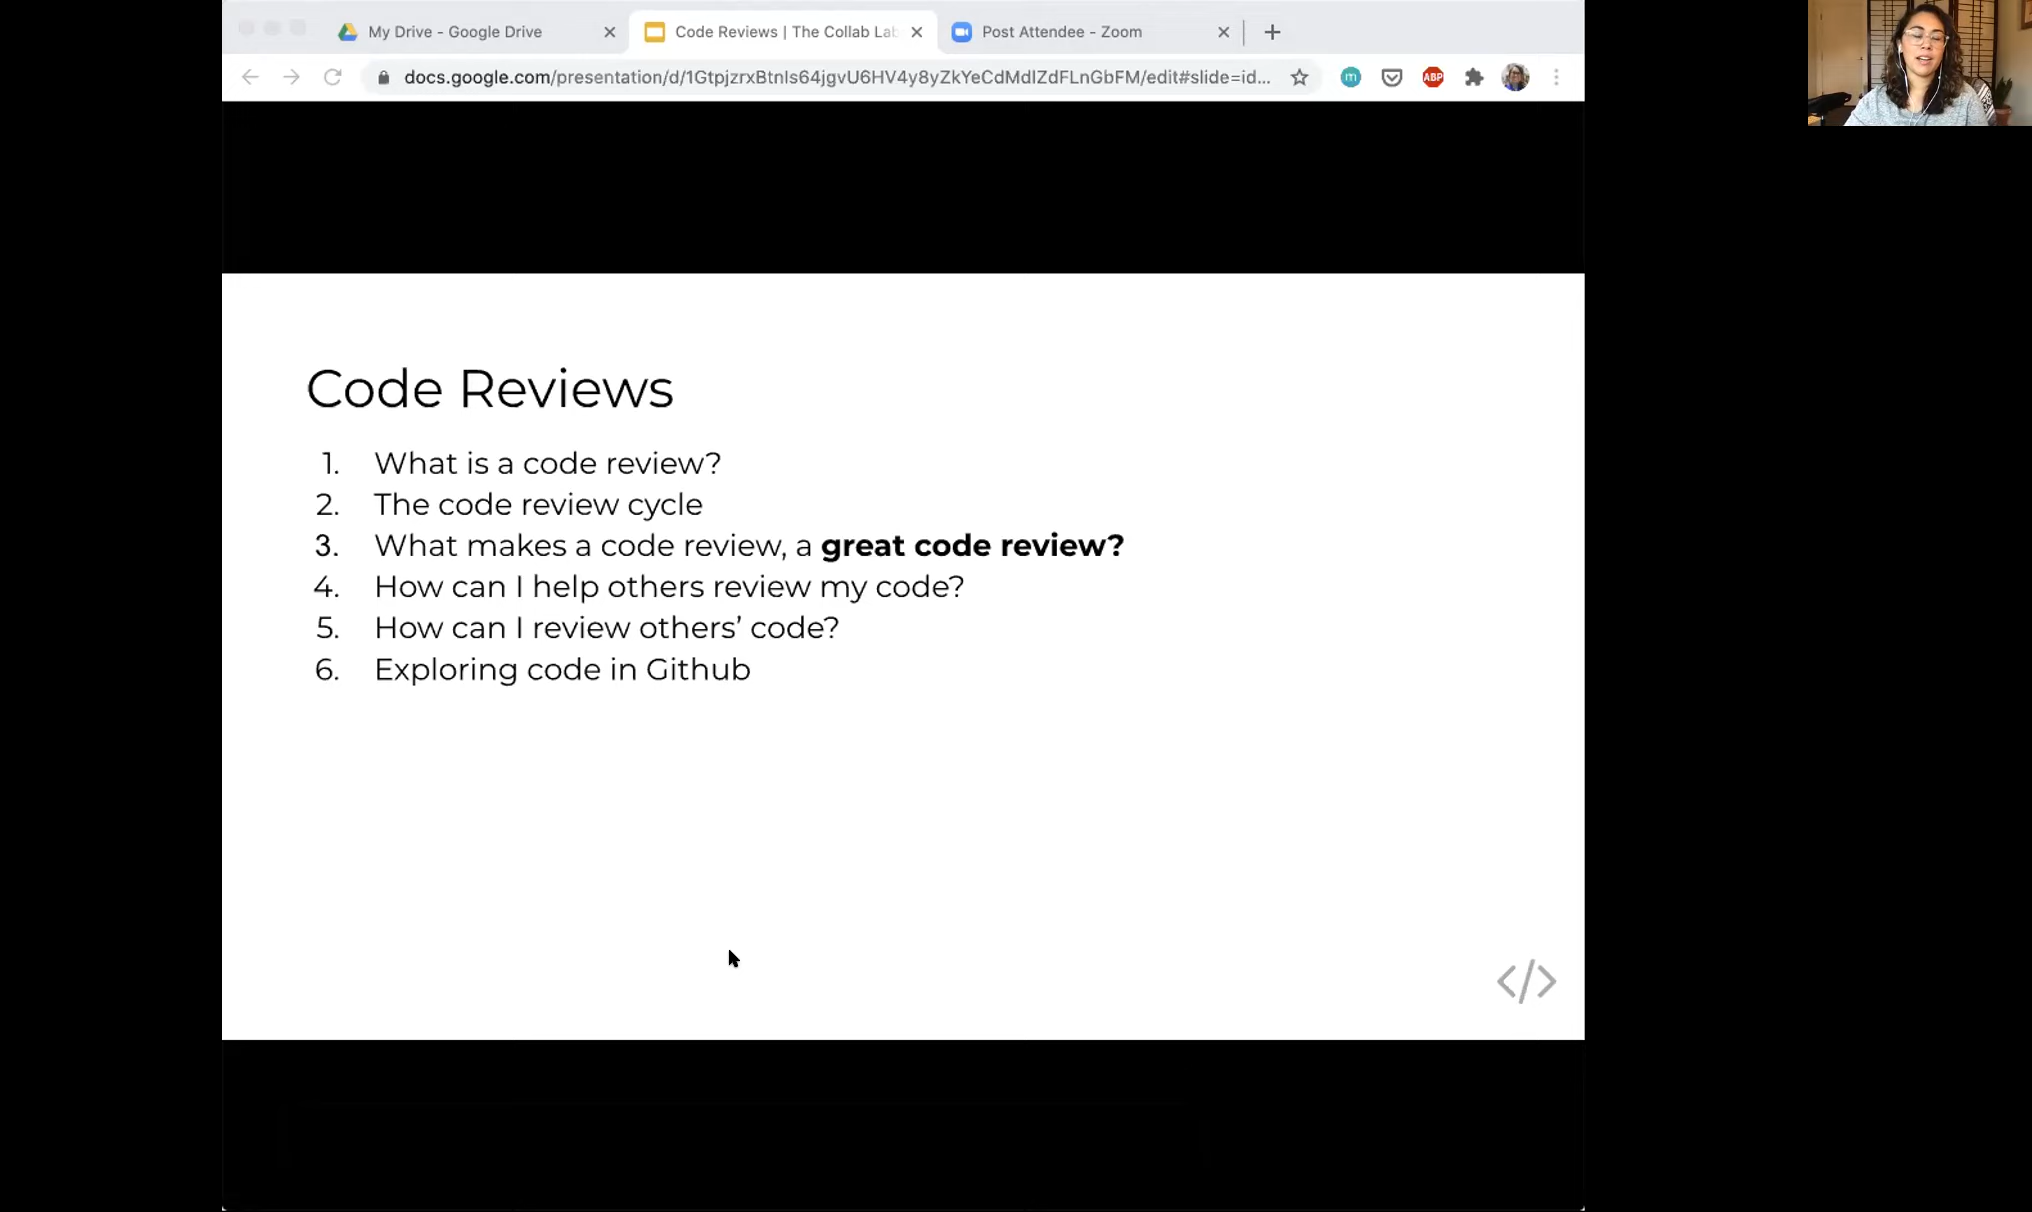 My Drive - Google Drive
Code Reviews | The Collab Lab
Post Attendee - Zoom
docs.google.com/presentation/d/1GtpjzrxBtnIs64jgvU6HV4y8yZkYeCdMdIZdFLnGbFM/edit#slide=id...
m
ABP
Code Reviews
1. What is a code review?
2. The code review cycle
3. What makes a code review, a great code review?
4. How can I help others review my code?
5. How can I review others’ code?
6. Exploring code in Github
</>